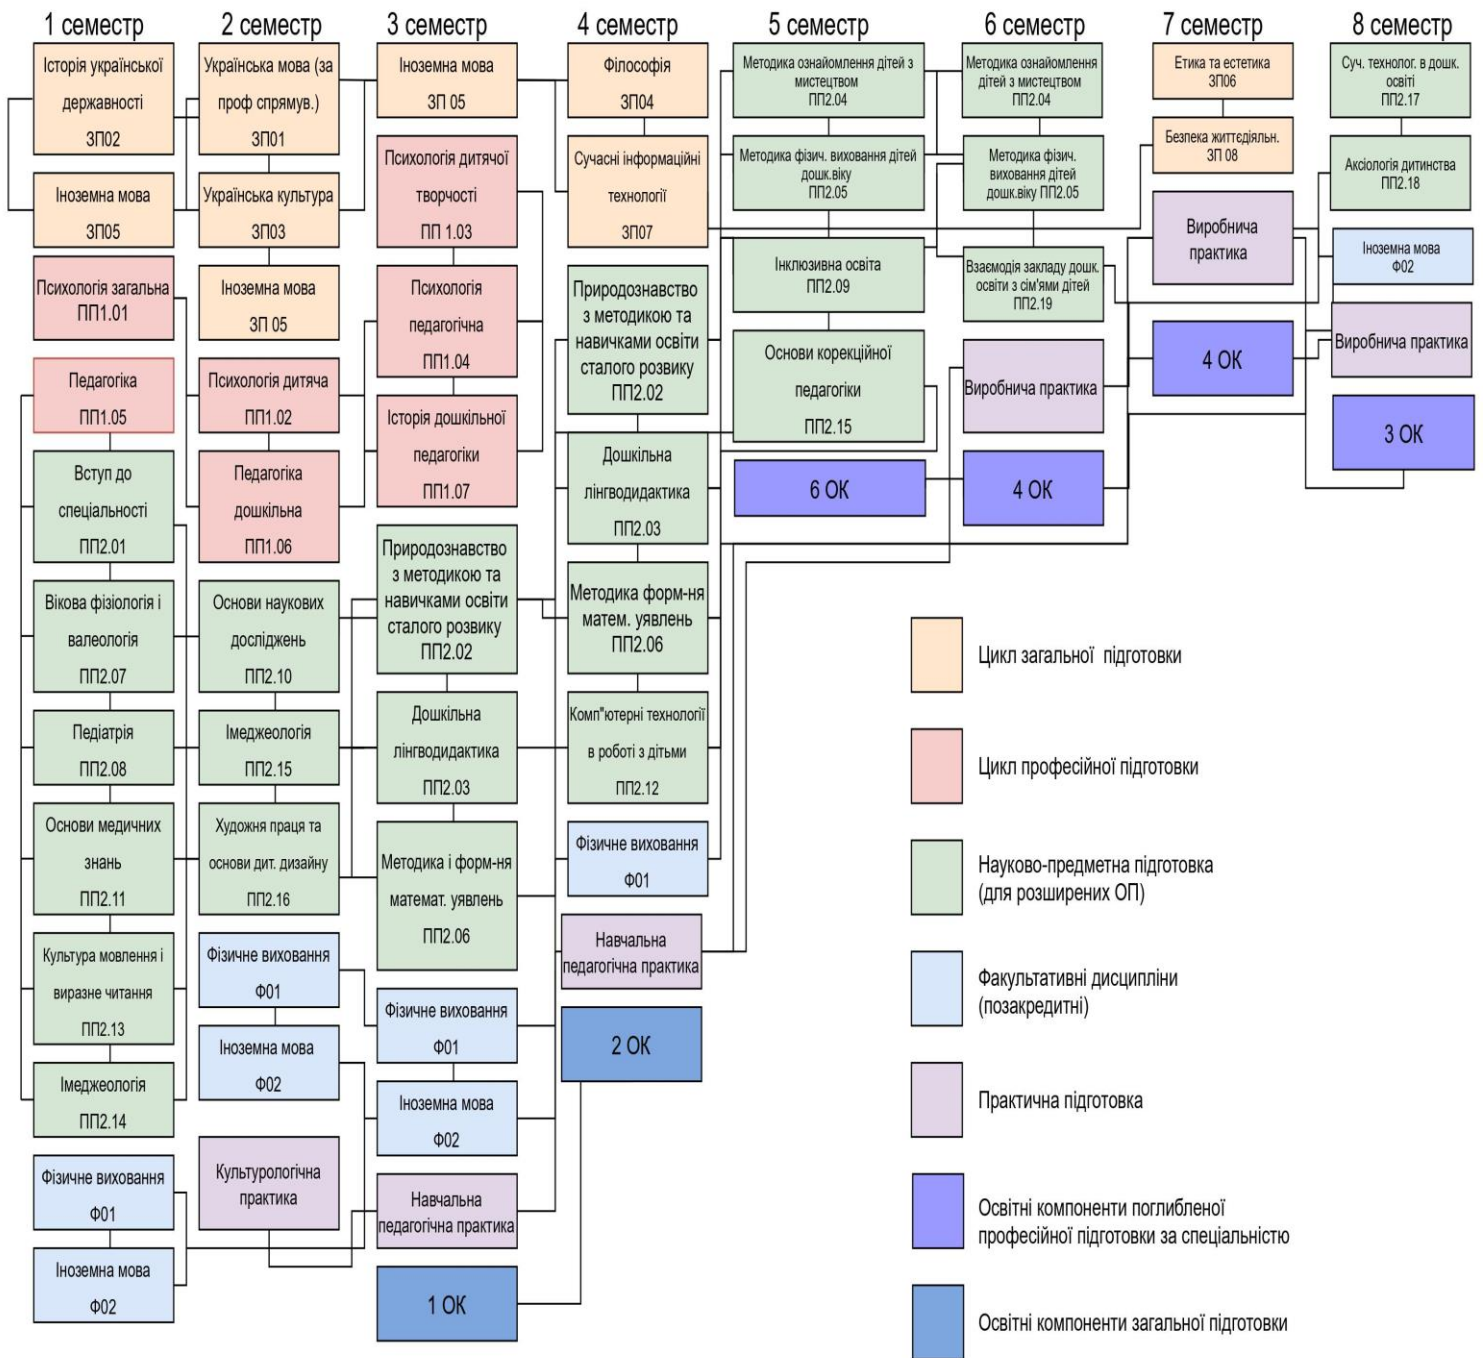 1 семестр
Історія української
державності
ЗП02
Іноземна мова
ЗП05
Психологія загальна
ПП1.01
Педагогіка
ПП1.05
Вступ до
спеціальності
ПП2.01
Вікова фізіологія і
валеологія
ПП2.07
Педіатрія
ПП2.08
Основи медичних
знань
ПП2.11
Культура мовлення і
виразне читання
ПП2.13
Імеджеологія
ПП2.14
Фізичне виховання
Ф01
Іноземна мова
Ф02
2 семестр
Українська мова (за
проф спрямув.)
ЗП01
Українська культура
ЗП03
Іноземна мова
ЗП 05
Психологія дитяча
ПП1.02
Педагогіка
дошкільна
ПП1.06
Основи наукових
досліджень
ПП2.10
Імеджеологія
ПП2.15
Художня праця та
основи дит. дизайну
ПП2.16
Фізичне виховання
Ф01
Іноземна мова
Ф02
Культурологічна
практика
3 семестр
Іноземна мова
ЗП 05
Психологія дитячої
творчості
ПП 1.03
Психологія
педагогічна
ПП1.04
Історія дошкільної
педагогіки
ПП1.07
Природознавство
з методикою та
навичками освіти
сталого розвику
ПП2.02
Дошкільна
лінгводидактика
ПП2.03
Методика і форм-ня
математ. уявлень
ПП2.06
Фізичне виховання
Ф01
Іноземна мова
Ф02
Навчальна
педагогічна практика
1 ОК
4 семестр
Філософія
ЗП04
Сучасні інформаційні
технології
ЗП07
Природознавство
з методикою та
навичками освіти
сталого розвику
ПП2.02
Дошкільна
лінгводидактика
ПП2.03
Методика форм-ня
матем. уявлень
ПП2.06
Комп"ютерні технології
в роботі з дітьми
ПП2.12
Фізичне виховання
Ф01
Навчальна
педагогічна практика
2 ОК
5 семестр
Методика ознайомлення дітей з
мистецтвом
ПП2.04
Методика фізич. виховання дітей
дошк.віку
ПП2.05
Інклюзивна освіта
ПП2.09
Основи корекційної
педагогіки
ПП2.15
6 ОК
6 семестр
Методика ознайомлення
дітей з мистецтвом
ПП2.04
Методика фізич.
виховання дітей
дошк.віку ПП2.05
Взаємодія закладу дошк.
освіти з сім'ями дітей
ПП2.19
Виробнича практика
4 ОК
7 семестр
Етика та естетика
ЗП06
Безпека життєдіяльн.
ЗП 08
Виробнича
практика
4 ОК
8 семестр
Суч. технолог. в дошк.
освіті
ПП2.17
Аксіологія дитинства
ПП2.18
Іноземна мова
Ф02
Виробнича практика
3 ОК
Цикл загальної підготовки
Цикл професійної підготовки
Науково-предметна підготовка
(для розширених ОП)
Факультативні дисципліни
(позакредитні)
Практична підготовка
Освітні компоненти поглибленої
професійної підготовки за спеціальністю
Освітні компоненти загальної підготовки